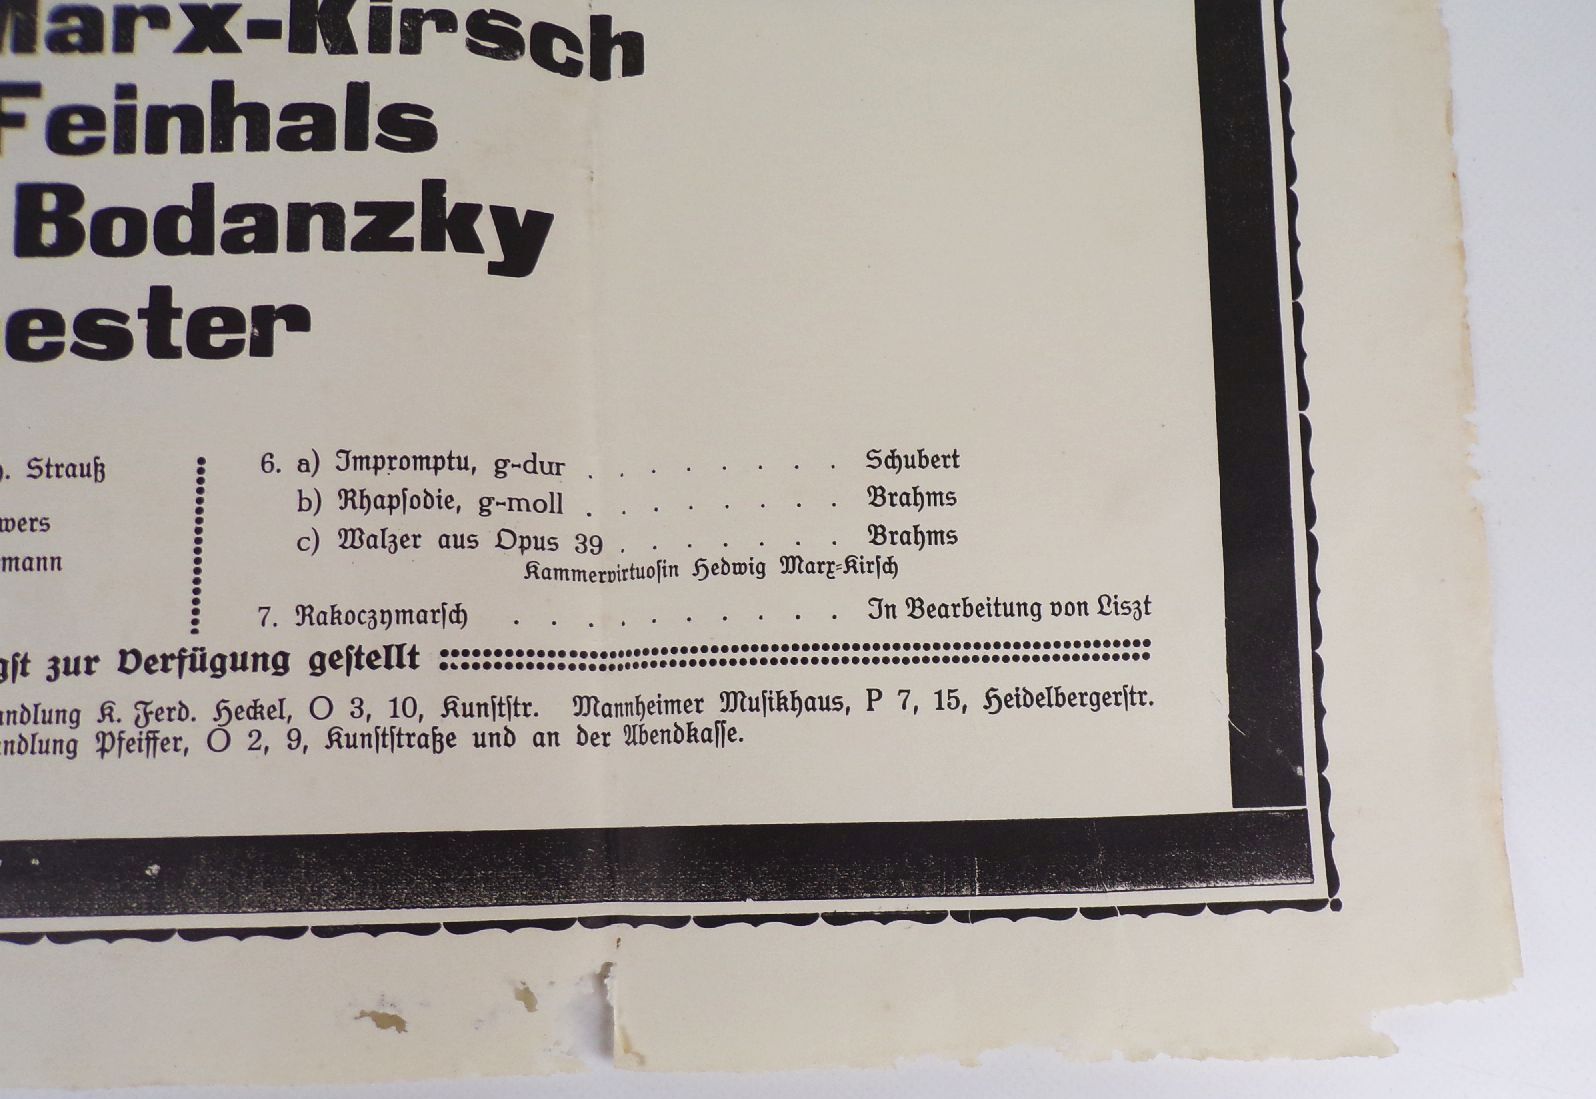 Marx-Kirsch
Feinhals
Bodanzky
ester
. Strauß
wers
mann
6. a) Impromptu, g-dur . . . . . . . Schubert
b) Rhapsodie, g-moll . . . . . . . Brahms
c) Walzer aus Opus 39 . . . . . . . Brahms
Kammervirtuosin Hedwig Marx-Kirsch
7. Rakoczymarsch . . . . . . . . . . In Bearbeitung von Liszt
gst zur Verfügung gestellt
andlung K. Ferd. Heckel, O 3, 10, Kunststr. Mannheimer Musikhaus, P 7, 15, Heidelbergerstr.
andlung Pfeiffer, O 2, 9, Kunststraße und an der Abendkasse.